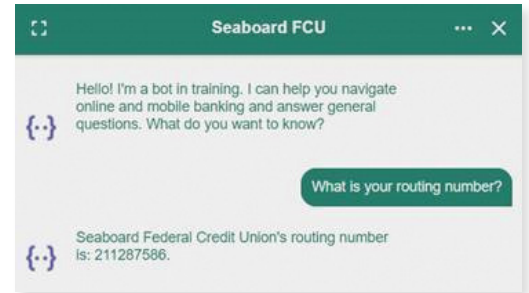 Seaboard FCU
Hello! I'm a bot in training. I can help you navigate
online and mobile banking and answer general
questions. What do you want to know?
What is your routing number?
Seaboard Federal Credit Union's routing number
is: 211287586.